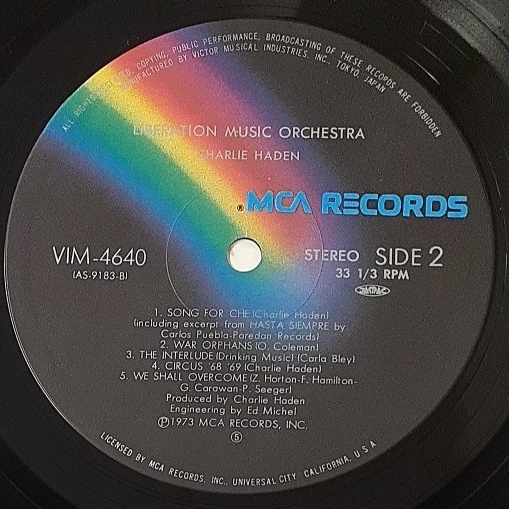 ALL RIGHTS RESERVED, COPYING, PUBLIC PERFORMANCE, BROADCASTING OF THESE RECORDS ARE FORBIDDEN
MANUFACTURED BY VICTOR MUSICAL INDUSTRIES, INC., TOKYO, JAPAN
LIBERATION MUSIC ORCHESTRA
CHARLIE HADEN
® MCA RECORDS
VIM-4640
(AS-9183-B)
STEREO SIDE 2
33 1/3 RPM
1. SONG FOR CHE (Charlie Haden)
(including excerpt from HASTA SIEMPRE by
Carlos Puebla-Paredan Records)
2. WAR ORPHANS (O. Coleman)
3. THE INTERLUDE (Drinking Music) (Carla Bley)
4. CIRCUS '68 '69 (Charlie Haden)
5. WE SHALL OVERCOME (Z. Horton-F. Hamilton-
G. Carawan-P. Seeger)
Produced by Charlie Haden
Engineering by Ed Michel
Ⓟ1973 MCA RECORDS, INC.
Ⓢ
LICENSED BY MCA RECORDS, INC., UNIVERSAL CITY, CALIFORNIA, U S A